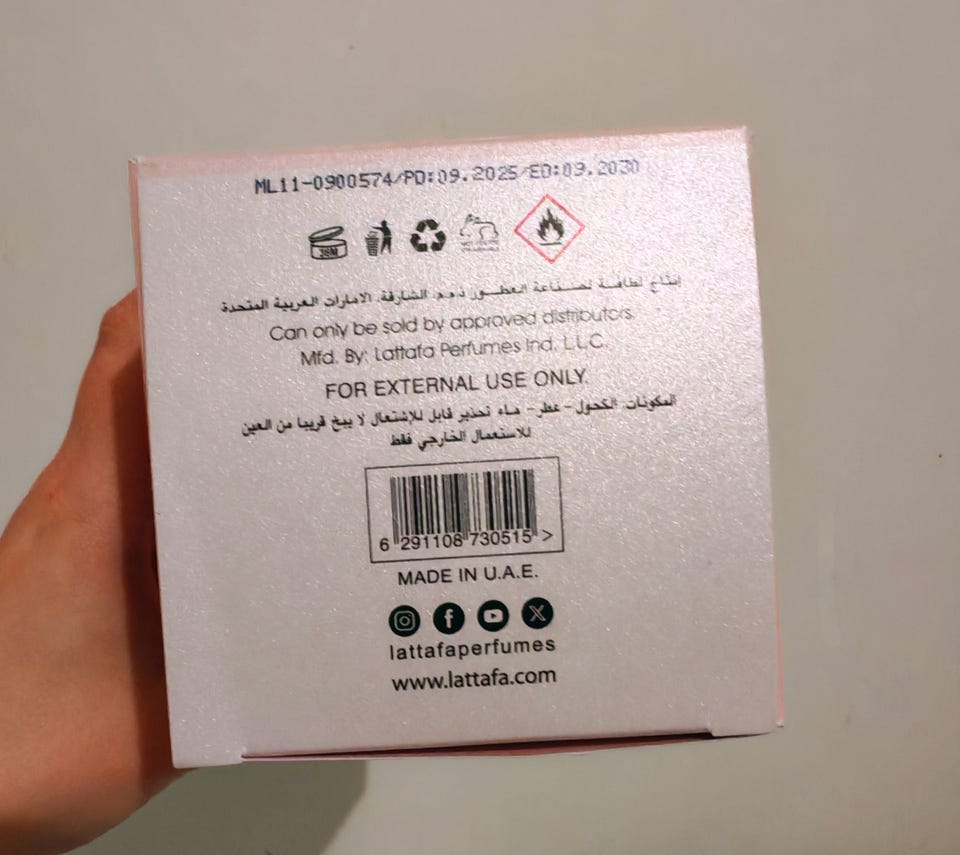 ML11-0900574/PD:09.2025/ED:09.2030
36M
إنتاج لطافة لصناعة العطور ذ.م.م. الشارقة، الامارات العربية المتحدة
Can only be sold by approved distributors.
Mfd. By: Lattafa Perfumes Ind. L.L.C.
FOR EXTERNAL USE ONLY.
المكونات: الكحول - عطر - ماء تحذير قابل للإشتعال لا يبخ قريبا من العين
للاستعمال الخارجي فقط
6 291108 730515 >
MADE IN U.A.E.
lattafaperfumes
www.lattafa.com